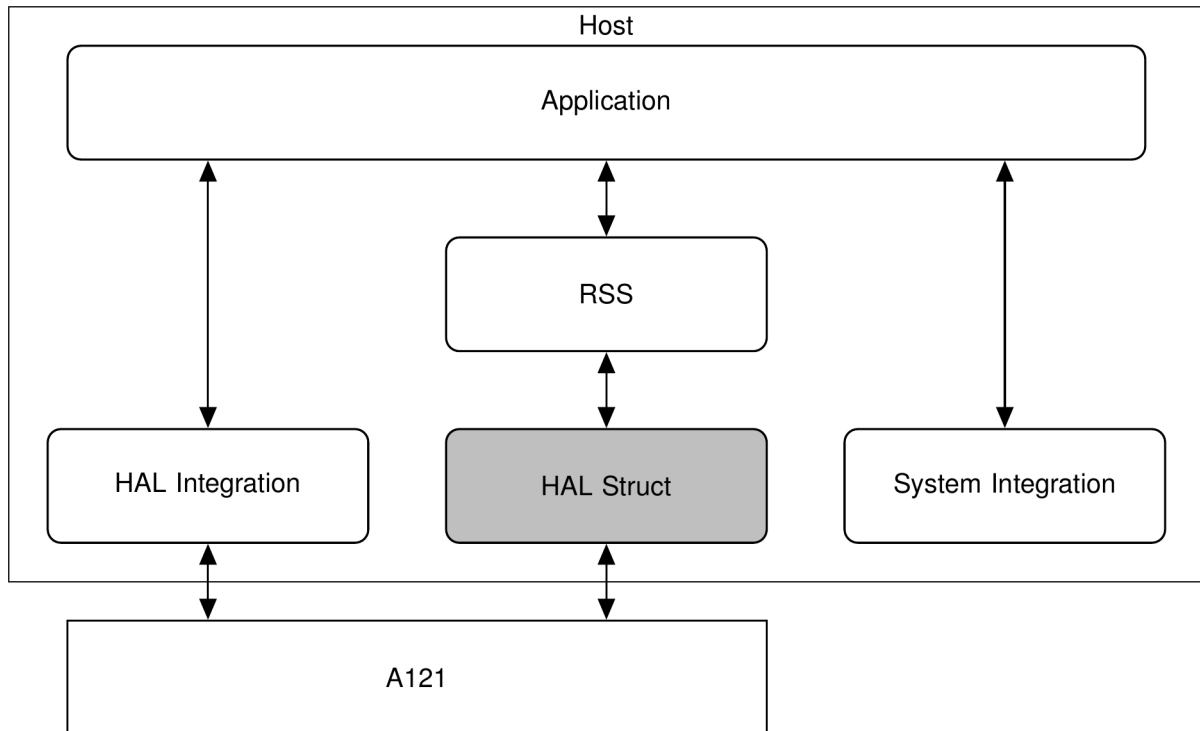 Host
Application
RSS
HAL Integration
HAL Struct
System Integration
A121